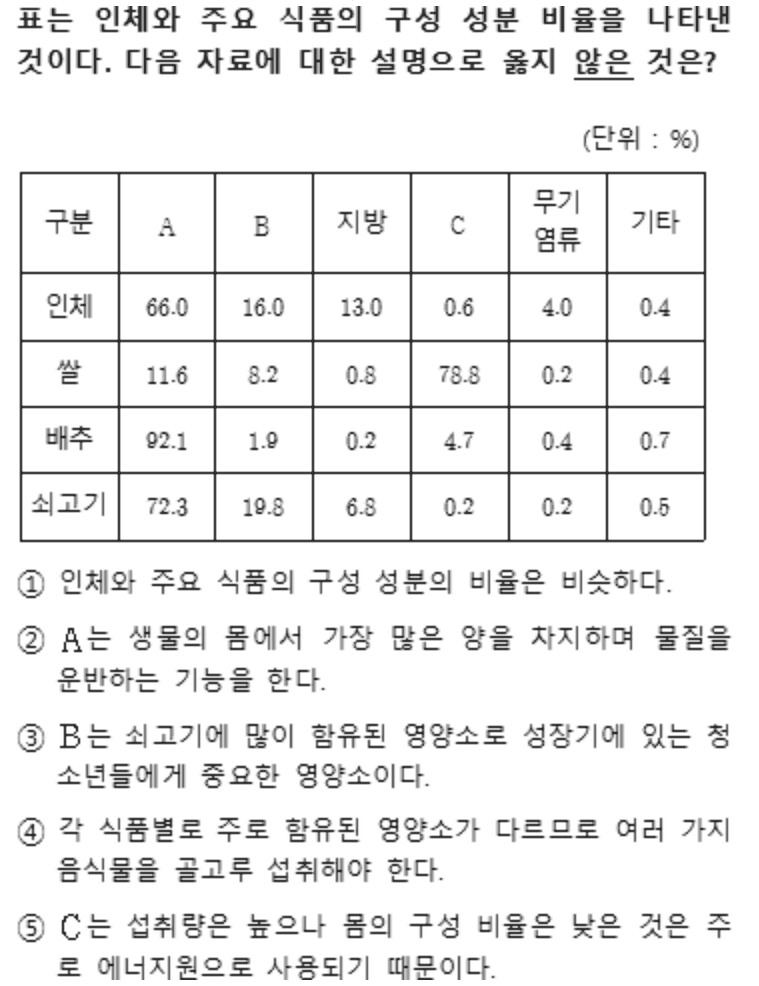 표는 인체와 주요 식품의 구성 성분 비율을 나타낸
것이다. 다음 자료에 대한 설명으로 옳지 않은 것은?
(단위 : %)
구분 A B 지방 C 무기 염류 기타
인체 66.0 16.0 13.0 0.6 4.0 0.4
쌀 11.6 8.2 0.8 78.8 0.2 0.4
배추 92.1 1.9 0.2 4.7 0.4 0.7
쇠고기 72.3 19.8 6.8 0.2 0.2 0.5
① 인체와 주요 식품의 구성 성분의 비율은 비슷하다.
② A는 생물의 몸에서 가장 많은 양을 차지하며 물질을
운반하는 기능을 한다.
③ B는 쇠고기에 많이 함유된 영양소로 성장기에 있는 청
소년들에게 중요한 영양소이다.
④ 각 식품별로 주로 함유된 영양소가 다르므로 여러 가지
음식물을 골고루 섭취해야 한다.
⑤ C는 섭취량은 높으나 몸의 구성 비율은 낮은 것은 주
로 에너지원으로 사용되기 때문이다.